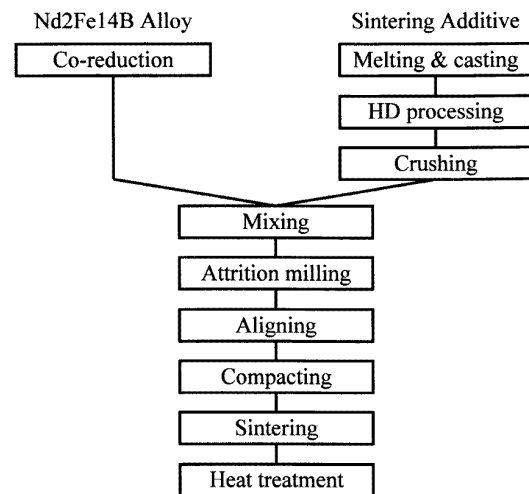 Nd2Fe14B Alloy
Sintering Additive
Co-reduction
Melting & casting
HD processing
Crushing
Mixing
Attrition milling
Aligning
Compacting
Sintering
Heat treatment